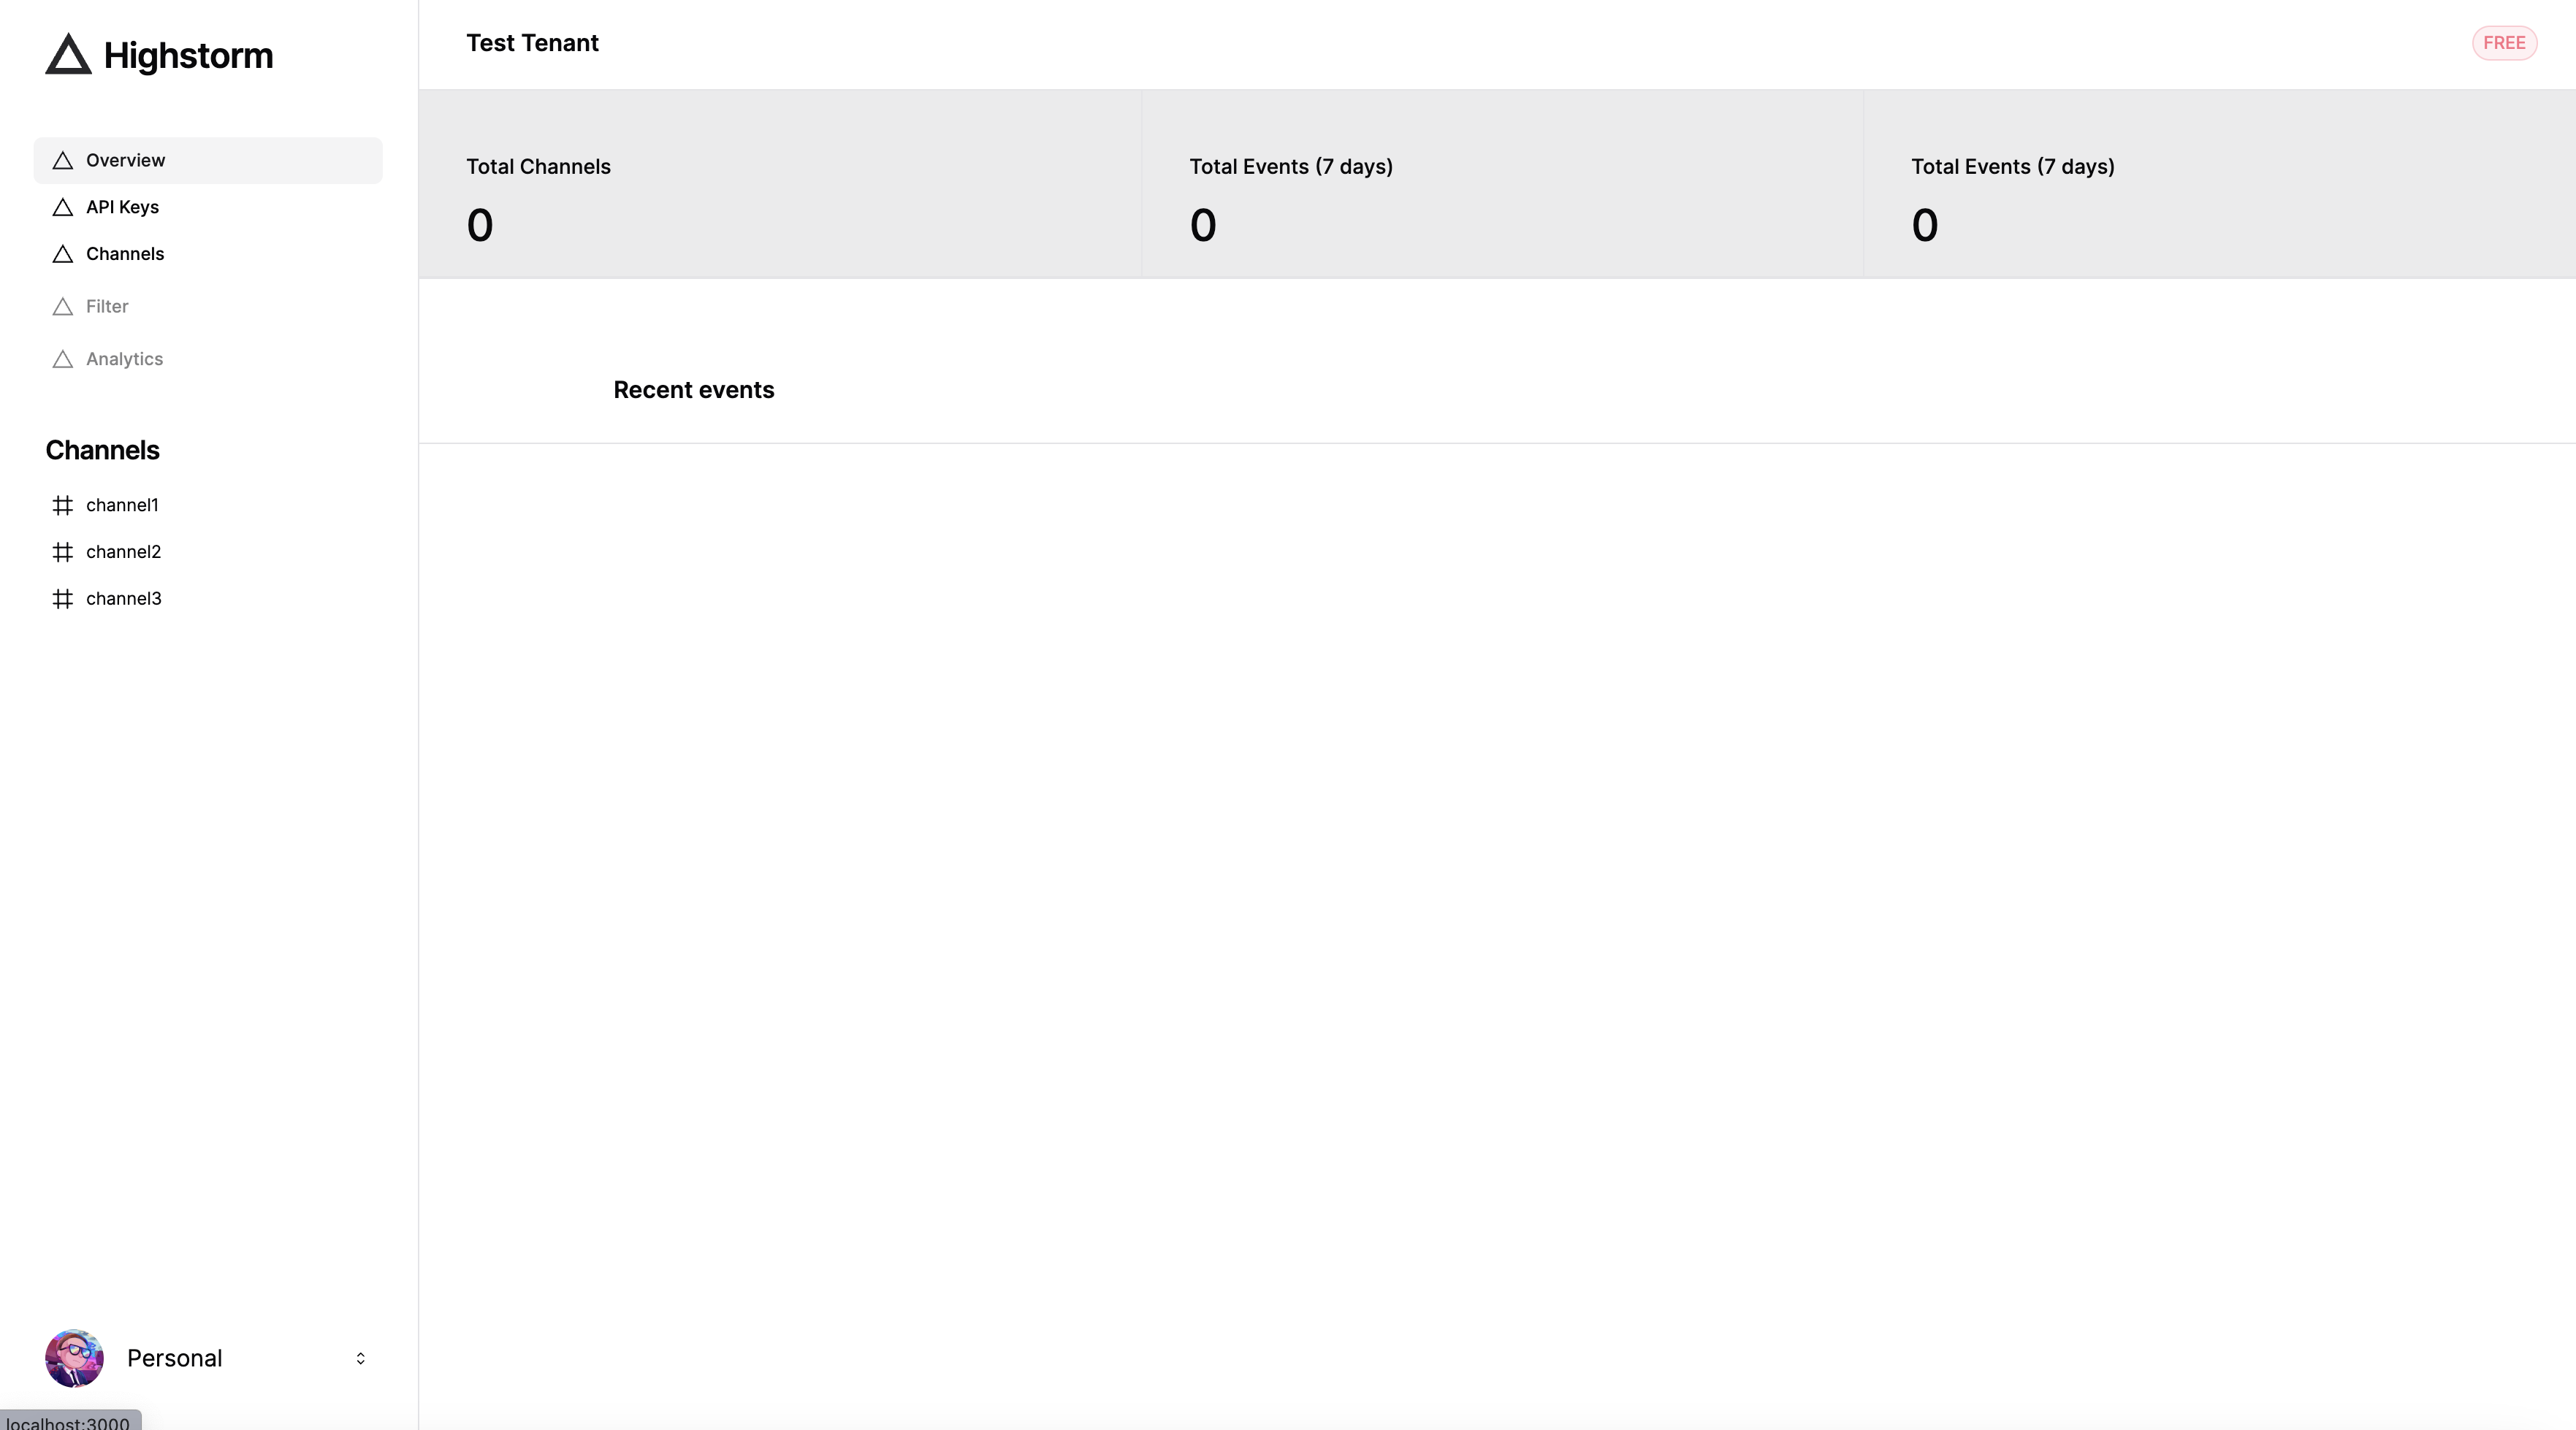 Highstorm
Overview
API Keys
Channels
Filter
Analytics
Channels
channel1
channel2
channel3
Personal
localhost:3000
Test Tenant
FREE
Total Channels
0
Total Events (7 days)
0
Total Events (7 days)
0
Recent events